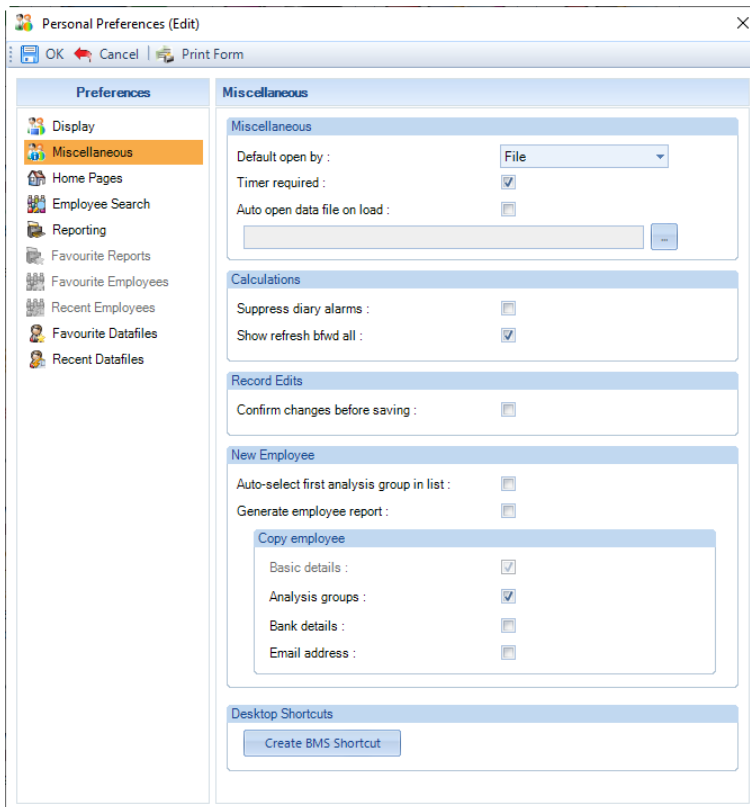 Personal Preferences (Edit)
OK Cancel Print Form
Preferences
Display
Miscellaneous
Home Pages
Employee Search
Reporting
Favourite Reports
Favourite Employees
Recent Employees
Favourite Datafiles
Recent Datafiles
Miscellaneous
Miscellaneous
Default open by : File
Timer required :
Auto open data file on load :
...
Calculations
Suppress diary alarms :
Show refresh bfwd all :
Record Edits
Confirm changes before saving :
New Employee
Auto-select first analysis group in list :
Generate employee report :
Copy employee
Basic details :
Analysis groups :
Bank details :
Email address :
Desktop Shortcuts
Create BMS Shortcut